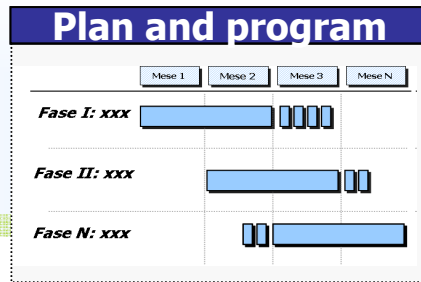 Plan and program
Mese 1 Mese 2 Mese 3 Mese N
Fase I: xxx
Fase II: xxx
Fase N: xxx